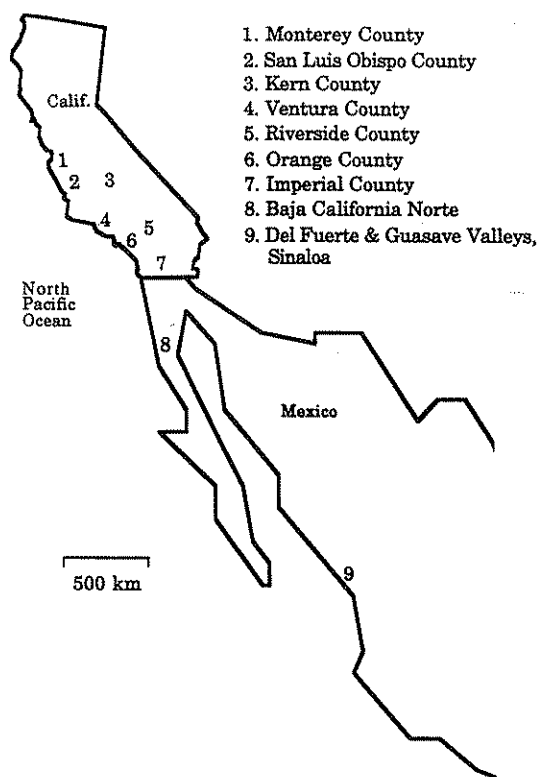 1. Monterey County
2. San Luis Obispo County
3. Kern County
4. Ventura County
5. Riverside County
6. Orange County
7. Imperial County
8. Baja California Norte
9. Del Fuerte & Guasave Valleys,
Sinaloa
Calif.
1
2
3
4
5
6
7
North
Pacific
Ocean
8
Mexico
500 km
9